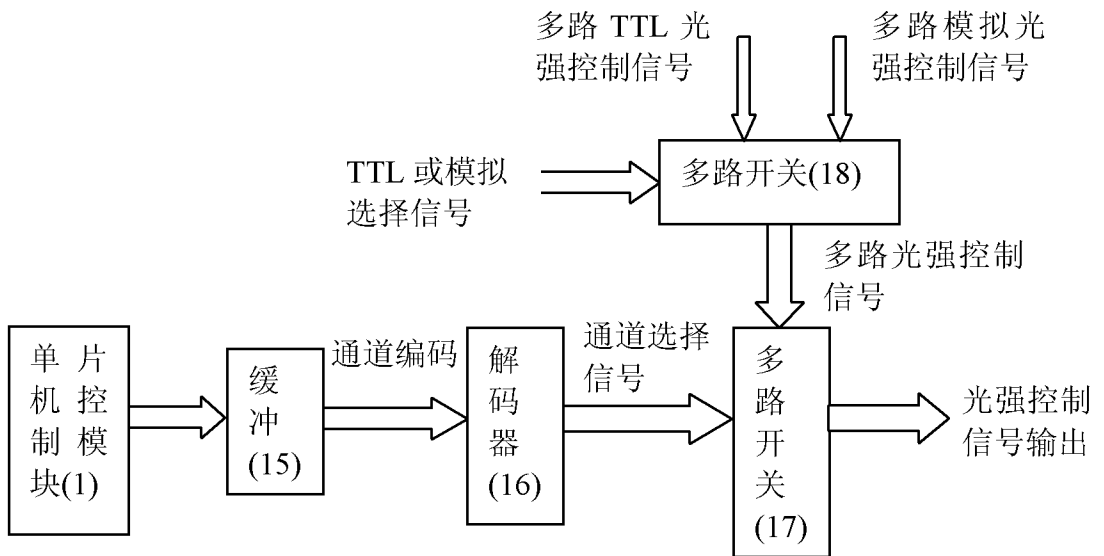 多路 TTL 光
强控制信号
多路模拟光
强控制信号
TTL 或模拟
选择信号
多路开关(18)
多路光强控制
信号
单片
机控
制模
块(1)
缓
冲
(15)
通道编码
解
码
器
(16)
通道选择
信号
多
路
开
关
(17)
光强控制
信号输出